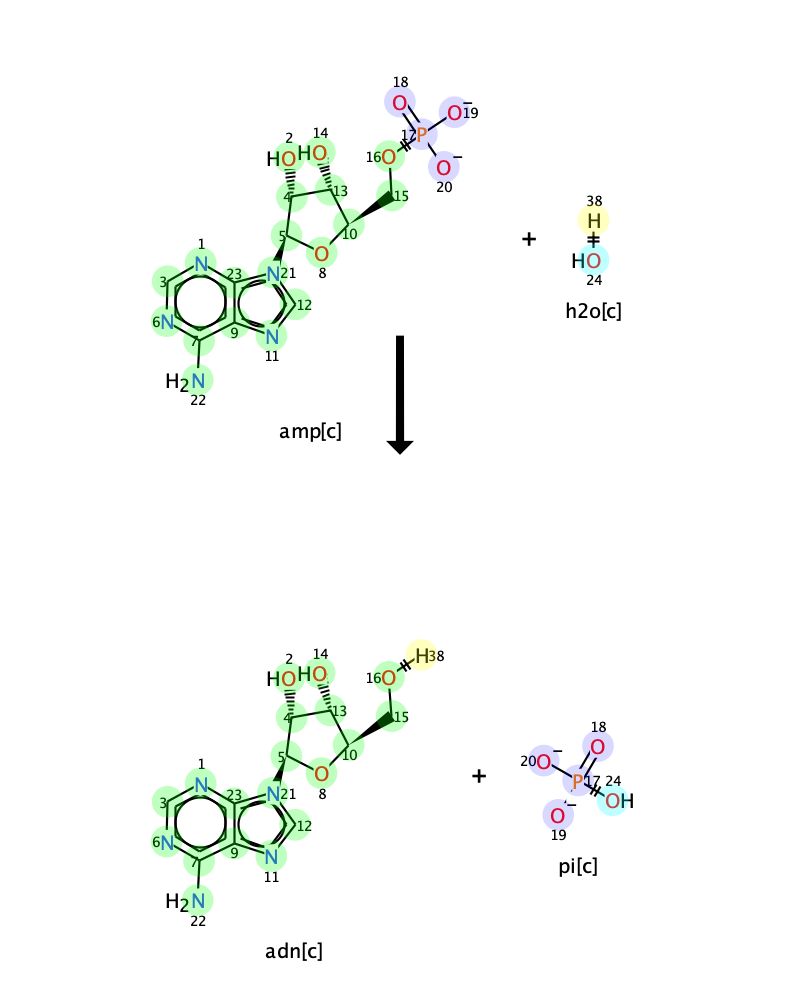 18
O
O⁻ 19
17 P
2
14
HO HO
16 O
O⁻
20
4
13
15
38
H
5
10
+
HO
24
1
O
8
N
23
N 21
h2o[c]
3
12
6 N
9
N
7
11
H₂N
22
amp[c]
2
14
H 38
HO HO
16 O
4
13
15
18
5
10
20 O⁻
O
1
O
8
+
P 17
24
N
23
N 21
OH
3
O⁻
12
19
6 N
9
N
7
11
pi[c]
H₂N
22
adn[c]